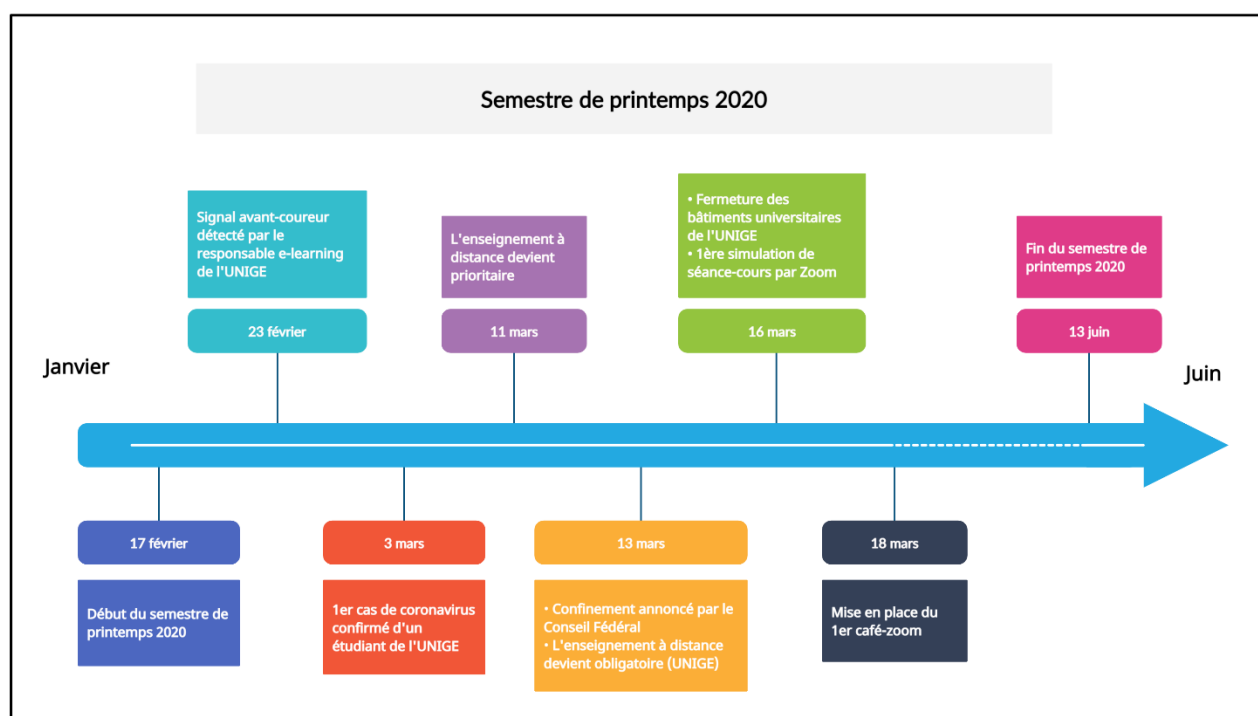 Semestre de printemps 2020
Signal avant-coureur
détecté par le
responsable e-learning
de l'UNIGE
23 février
L'enseignement à
distance devient
prioritaire
11 mars
• Fermeture des
bâtiments universitaires
de l'UNIGE
• 1ère simulation de
séance-cours par Zoom
16 mars
Fin du semestre de
printemps 2020
13 juin
Janvier
Juin
17 février
Début du semestre de
printemps 2020
3 mars
1er cas de coronavirus
confirmé d'un
étudiant de l'UNIGE
13 mars
• Confinement annoncé par le
Conseil Fédéral
• L'enseignement à distance
devient obligatoire (UNIGE)
18 mars
Mise en place du
1er café-zoom